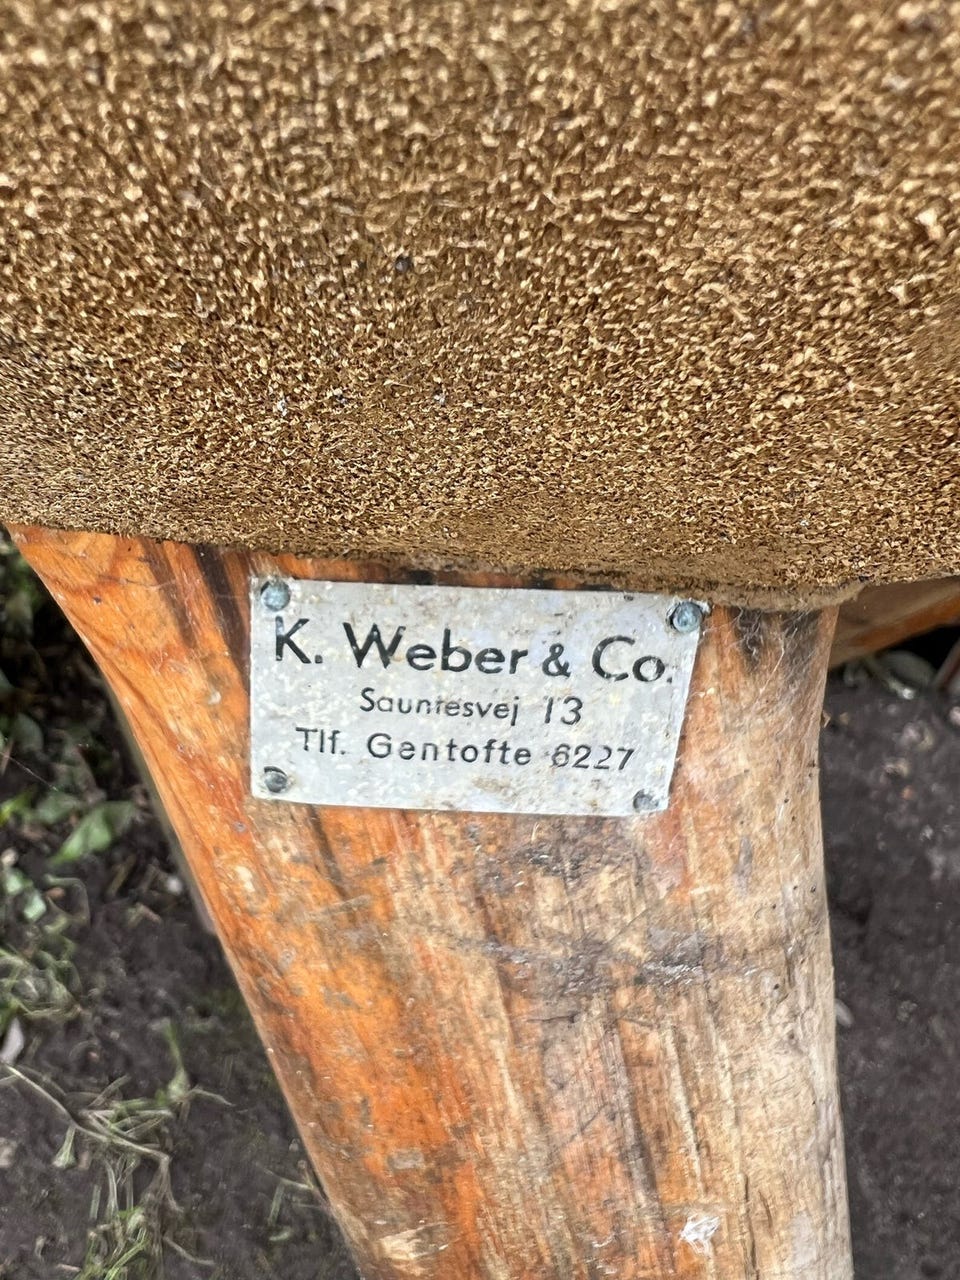 K. Weber & Co.
Sauntesvej 13
Tlf. Gentofte 6227